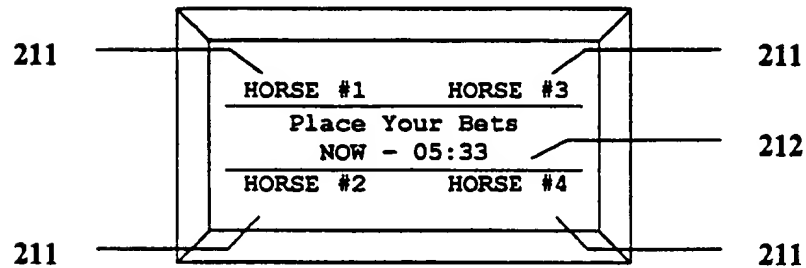 211 211
HORSE #1 HORSE #3
Place Your Bets
NOW - 05:33 212
HORSE #2 HORSE #4
211 211